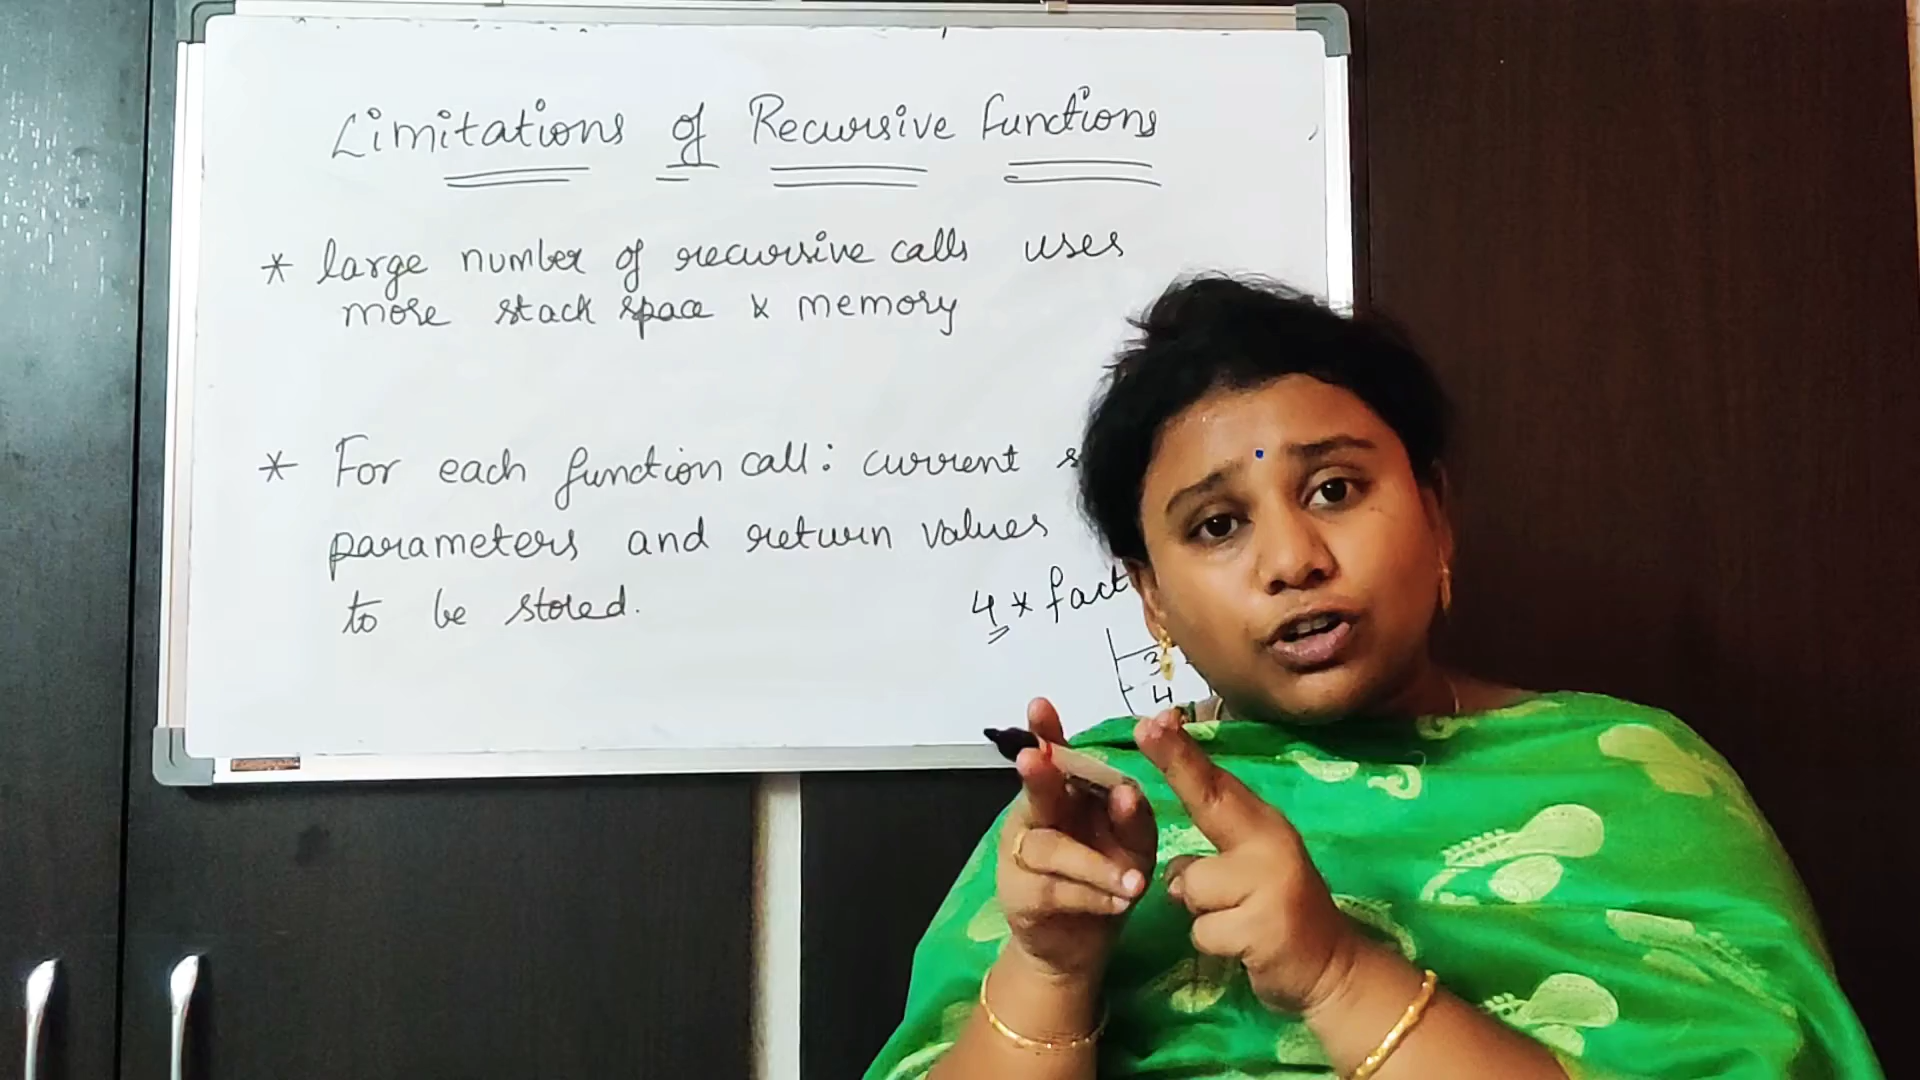 Limitations of Recursive functions
* large number of recursive calls uses
more stack space & memory
* For each function call: current s
parameters and return values
to be stored.
4 * fact
3
4